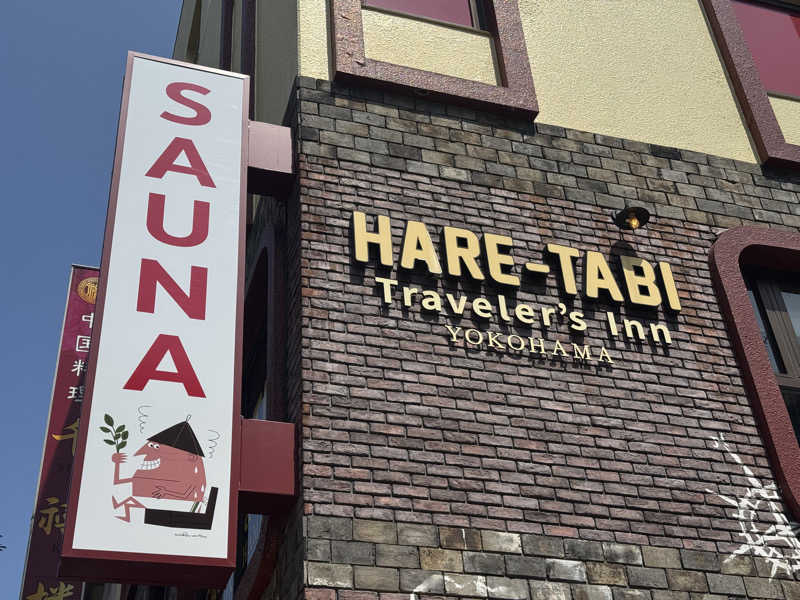 SAUNA
HARE-TABI
Traveler's Inn
YOKOHAMA
中国料理